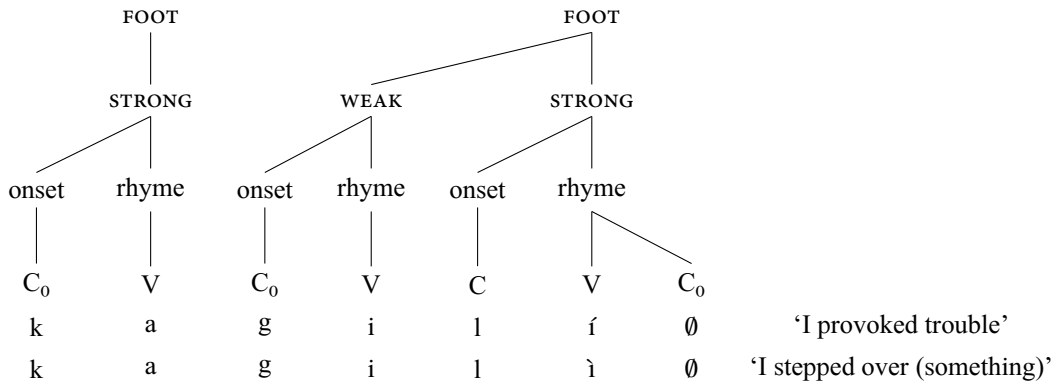 FOOT FOOT
STRONG WEAK STRONG
onset rhyme onset rhyme onset rhyme
C₀ V C₀ V C V C₀
k a g i l í ∅ ‘I provoked trouble’
k a g i l ì ∅ ‘I stepped over (something)’